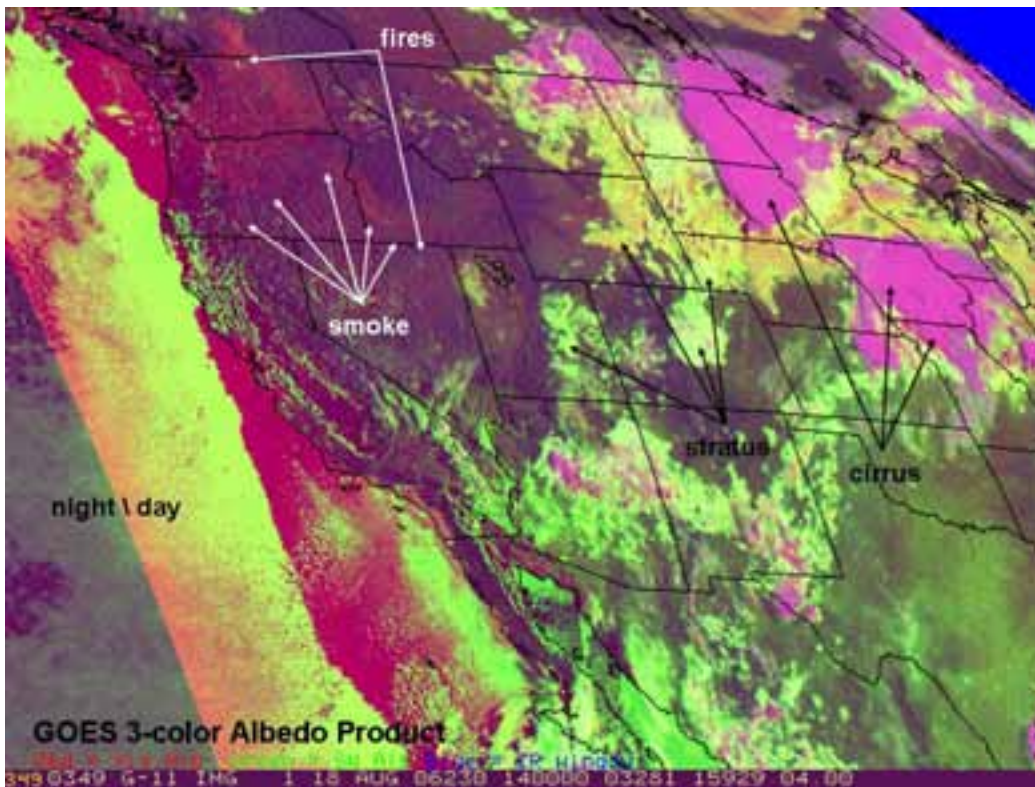 fires
smoke
stratus
cirrus
night \ day
GOES 3-color Albedo Product
349 0349 G-11 IMG 1 18 AUG 06230 140000 03281 15929 04.00